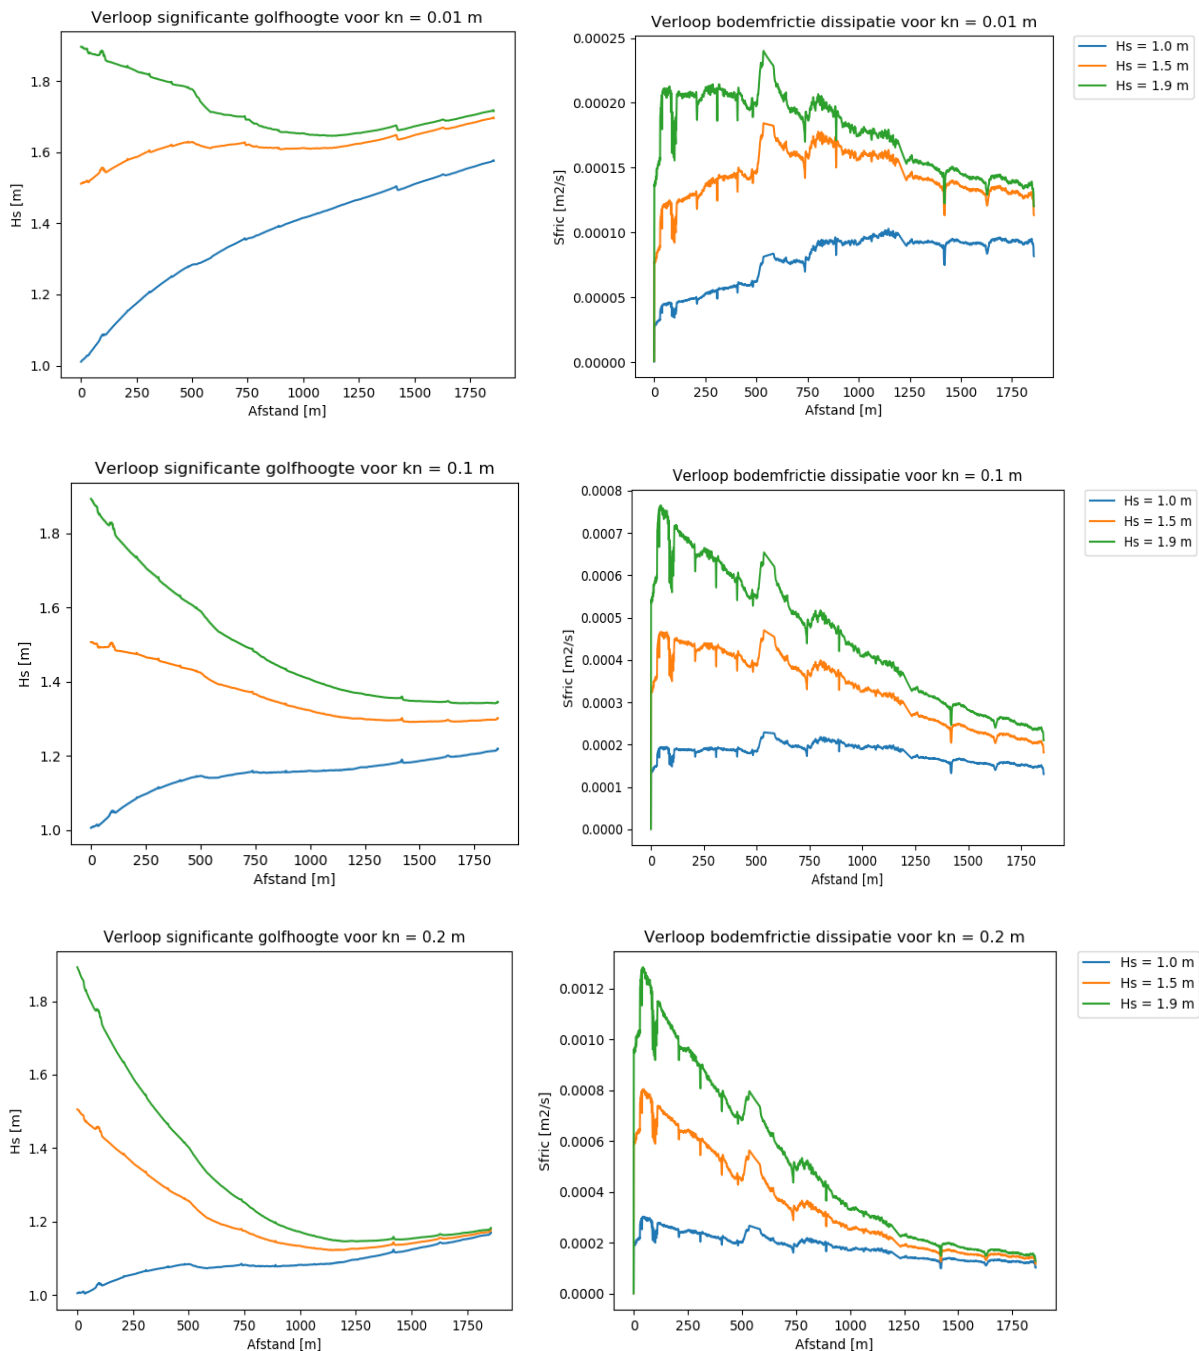 Verloop significante golfhoogte voor kn = 0.01 m
Hs [m]
1.8
1.6
1.4
1.2
1.0
0 250 500 750 1000 1250 1500 1750
Afstand [m]
Verloop bodemfrictie dissipatie voor kn = 0.01 m
Sfric [m2/s]
0.00025
0.00020
0.00015
0.00010
0.00005
0.00000
0 250 500 750 1000 1250 1500 1750
Afstand [m]
Hs = 1.0 m
Hs = 1.5 m
Hs = 1.9 m
Verloop significante golfhoogte voor kn = 0.1 m
Hs [m]
1.8
1.6
1.4
1.2
1.0
0 250 500 750 1000 1250 1500 1750
Afstand [m]
Verloop bodemfrictie dissipatie voor kn = 0.1 m
Sfric [m2/s]
0.0008
0.0007
0.0006
0.0005
0.0004
0.0003
0.0002
0.0001
0.0000
0 250 500 750 1000 1250 1500 1750
Afstand [m]
Hs = 1.0 m
Hs = 1.5 m
Hs = 1.9 m
Verloop significante golfhoogte voor kn = 0.2 m
Hs [m]
1.8
1.6
1.4
1.2
1.0
0 250 500 750 1000 1250 1500 1750
Afstand [m]
Verloop bodemfrictie dissipatie voor kn = 0.2 m
Sfric [m2/s]
0.0012
0.0010
0.0008
0.0006
0.0004
0.0002
0.0000
0 250 500 750 1000 1250 1500 1750
Afstand [m]
Hs = 1.0 m
Hs = 1.5 m
Hs = 1.9 m